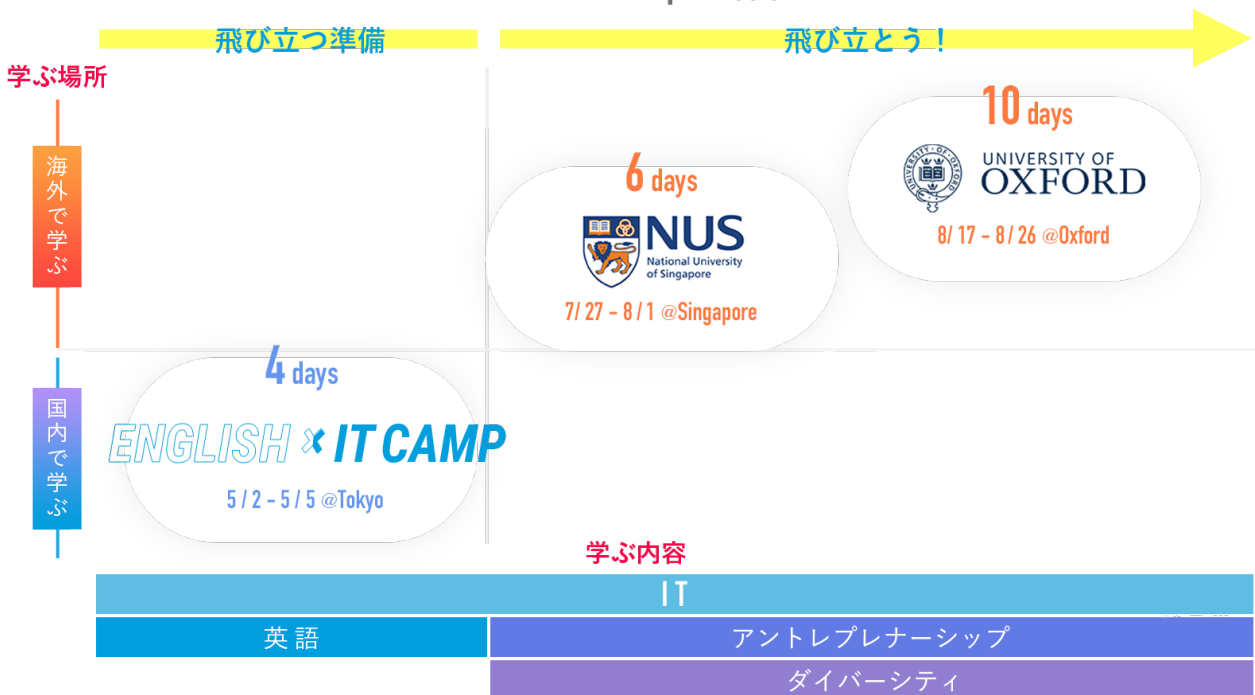 飛び立つ準備
飛び立とう！
学ぶ場所
海外で学ぶ
10 days
UNIVERSITY OF OXFORD
UNIVERSITY OF
OXFORD
8/17 - 8/26 @Oxford
6 days
NUS
National University
of Singapore
7/27 - 8/1 @Singapore
国内で学ぶ
4 days
ENGLISH × IT CAMP
5/2 - 5/5 @Tokyo
学ぶ内容
IT
英語
アントレプレナーシップ
ダイバーシティ